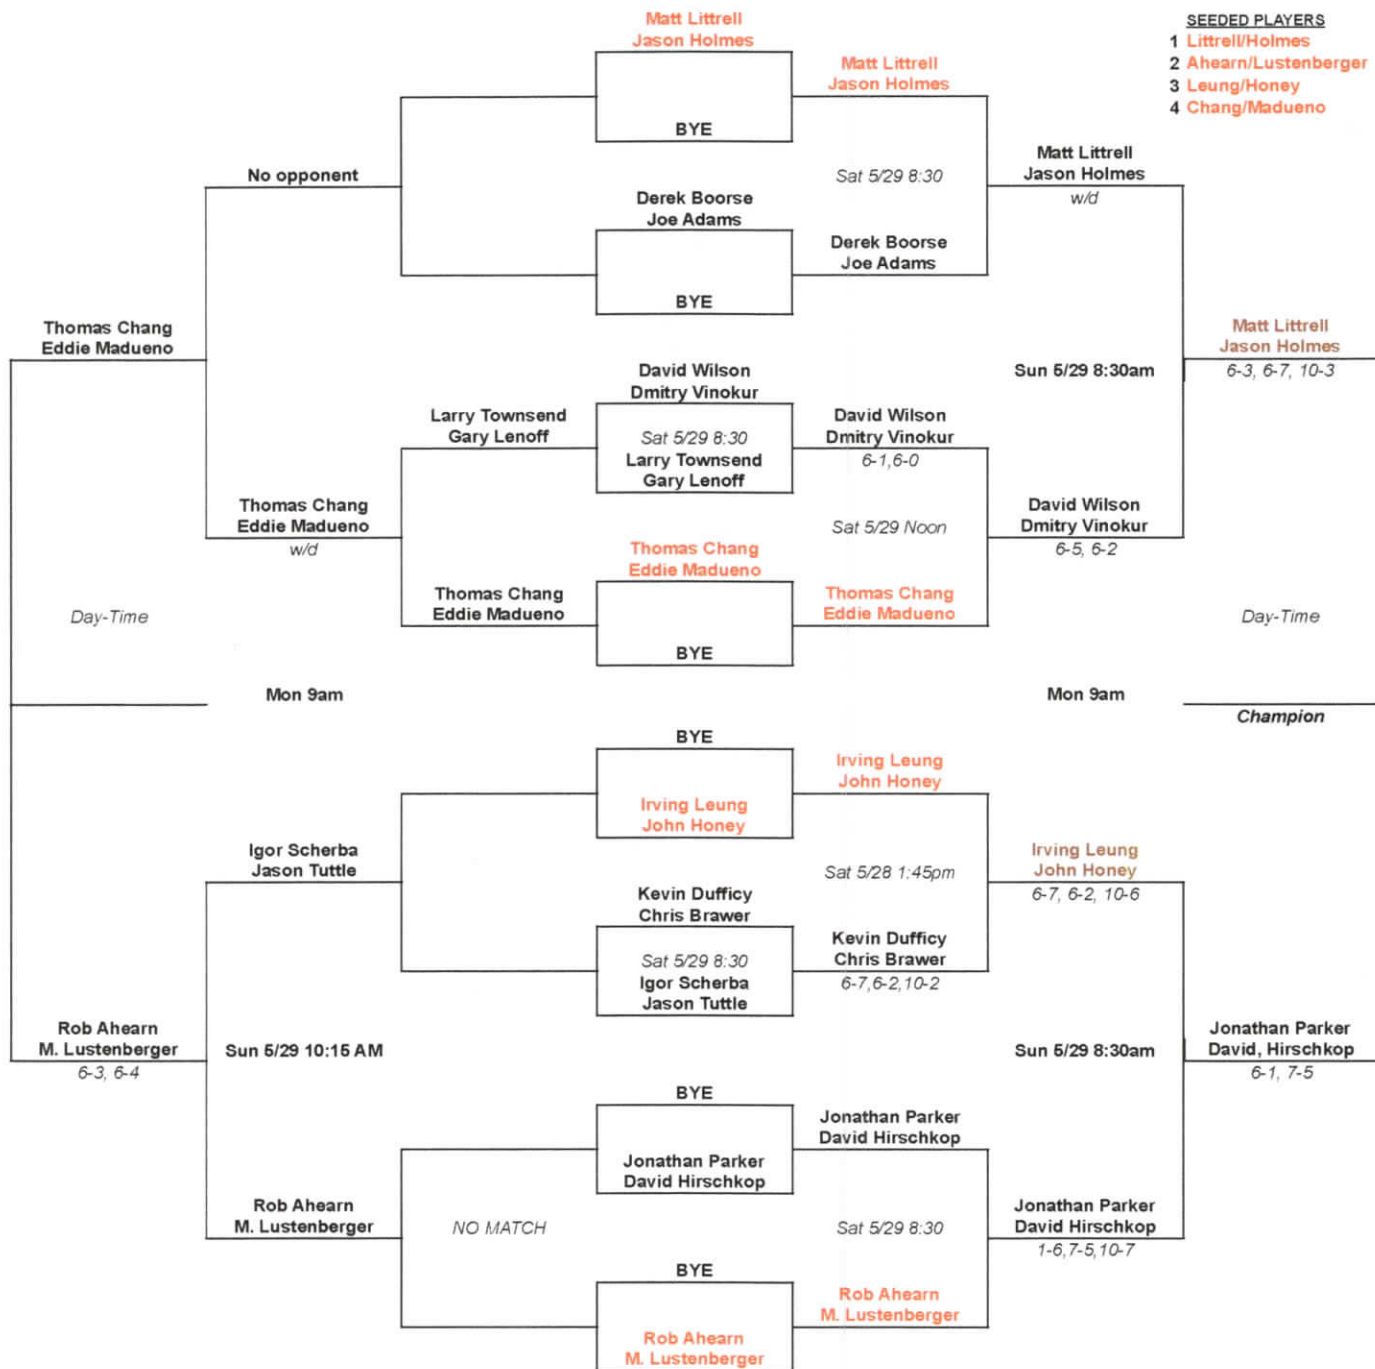 Matt Littrell
Jason Holmes
SEEDED PLAYERS
1 Littrell/Holmes
2 Ahearn/Lustenberger
3 Leung/Honey
4 Chang/Madueno
Matt Littrell
Jason Holmes
BYE
No opponent
Sat 5/29 8:30
Matt Littrell
Jason Holmes
w/d
Derek Boorse
Joe Adams
Derek Boorse
Joe Adams
BYE
Thomas Chang
Eddie Madueno
Matt Littrell
Jason Holmes
6-3, 6-7, 10-3
Sun 5/29 8:30am
David Wilson
Dmitry Vinokur
Larry Townsend
Gary Lenoff
Sat 5/29 8:30
Larry Townsend
Gary Lenoff
David Wilson
Dmitry Vinokur
6-1,6-0
Thomas Chang
Eddie Madueno
w/d
Sat 5/29 Noon
David Wilson
Dmitry Vinokur
6-5, 6-2
Thomas Chang
Eddie Madueno
Thomas Chang
Eddie Madueno
Thomas Chang
Eddie Madueno
BYE
Day-Time
Day-Time
Mon 9am
Mon 9am
Champion
BYE
Irving Leung
John Honey
Irving Leung
John Honey
Igor Scherba
Jason Tuttle
Sat 5/28 1:45pm
Irving Leung
John Honey
6-7, 6-2, 10-6
Kevin Dufficy
Chris Brawer
Sat 5/29 8:30
Igor Scherba
Jason Tuttle
Kevin Dufficy
Chris Brawer
6-7,6-2,10-2
Rob Ahearn
M. Lustenberger
6-3, 6-4
Sun 5/29 10:15 AM
Sun 5/29 8:30am
Jonathan Parker
David, Hirschkop
6-1, 7-5
BYE
Jonathan Parker
David Hirschkop
Jonathan Parker
David Hirschkop
Rob Ahearn
M. Lustenberger
NO MATCH
Sat 5/29 8:30
Jonathan Parker
David Hirschkop
1-6,7-5,10-7
BYE
Rob Ahearn
M. Lustenberger
Rob Ahearn
M. Lustenberger